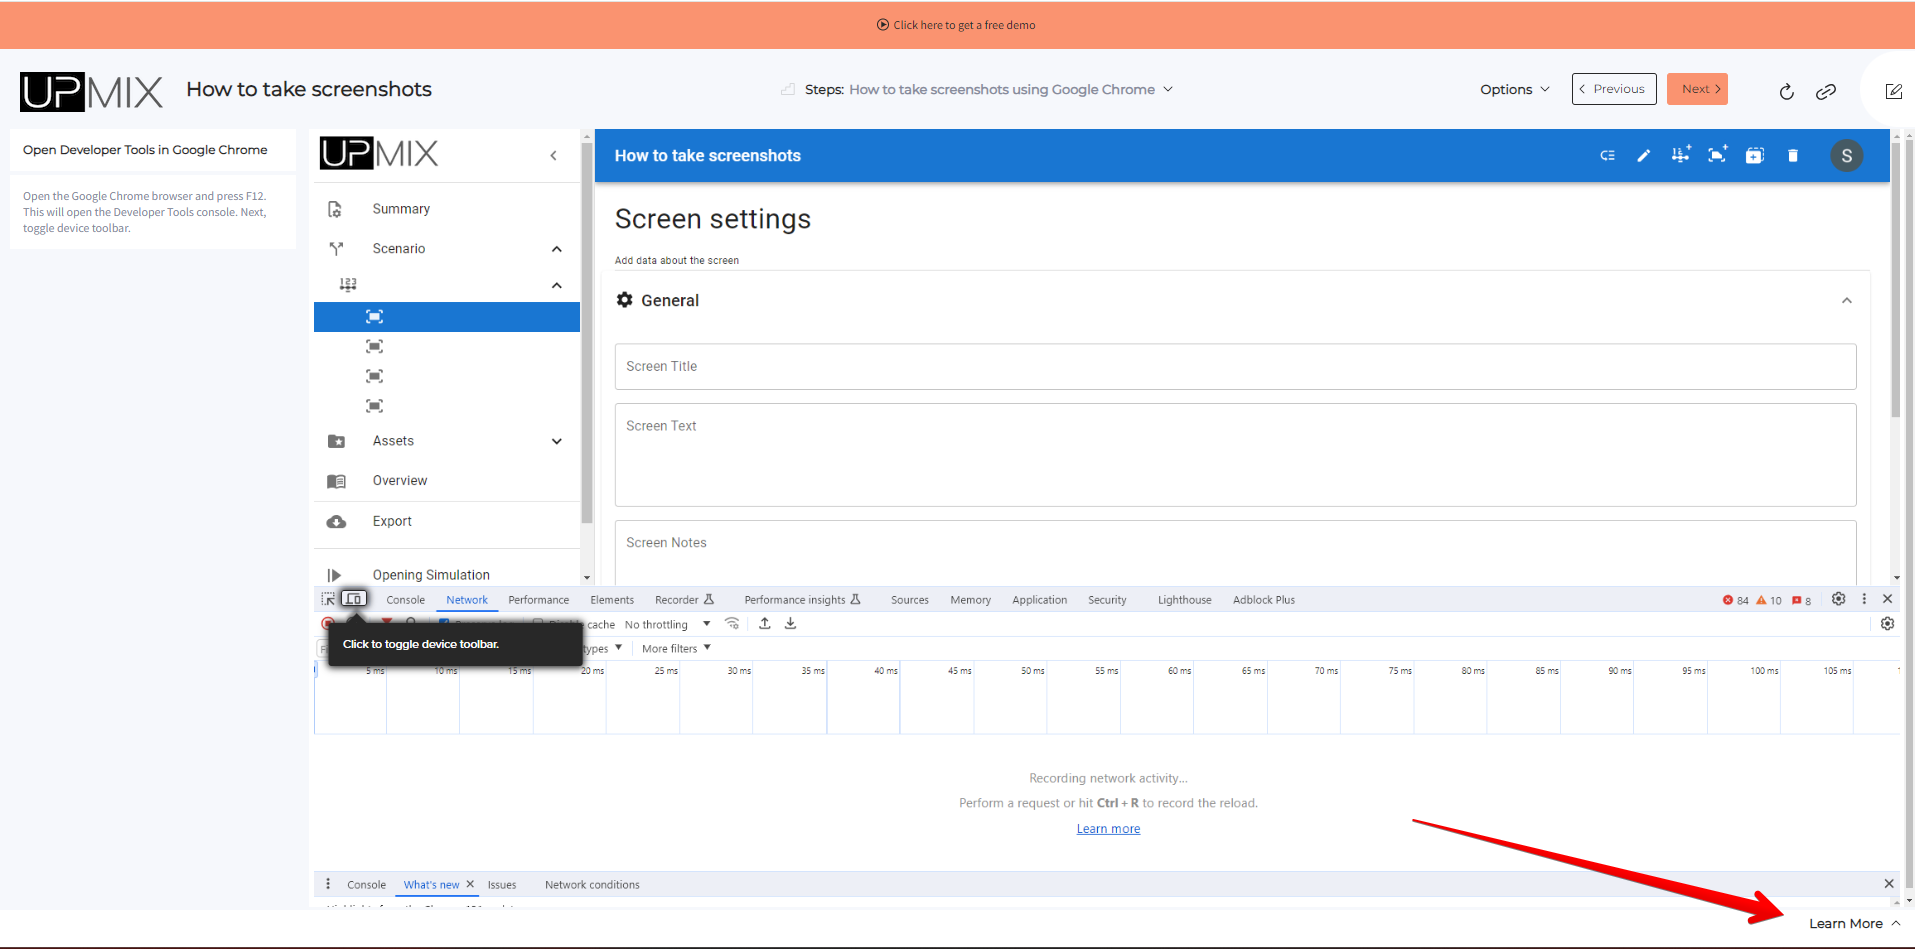 Click here to get a free demo
UPMIX
How to take screenshots
Steps: How to take screenshots using Google Chrome
Options
Previous
Next
Open Developer Tools in Google Chrome
Open the Google Chrome browser and press F12.
This will open the Developer Tools console. Next,
toggle device toolbar.
UPMIX
Summary
Scenario
123
Assets
Overview
Export
Opening Simulation
How to take screenshots
S
Screen settings
Add data about the screen
General
Screen Title
Screen Text
Screen Notes
Console Network Performance Elements Recorder Performance insights Sources Memory Application Security Lighthouse Adblock Plus 84 10 8
cache No throttling
Click to toggle device toolbar.
types More filters
5 ms 10 ms 15 ms 20 ms 25 ms 30 ms 35 ms 40 ms 45 ms 50 ms 55 ms 60 ms 65 ms 70 ms 75 ms 80 ms 85 ms 90 ms 95 ms 100 ms 105 ms
Recording network activity...
Perform a request or hit Ctrl + R to record the reload.
Learn more
Console What's new Issues Network conditions
Learn More